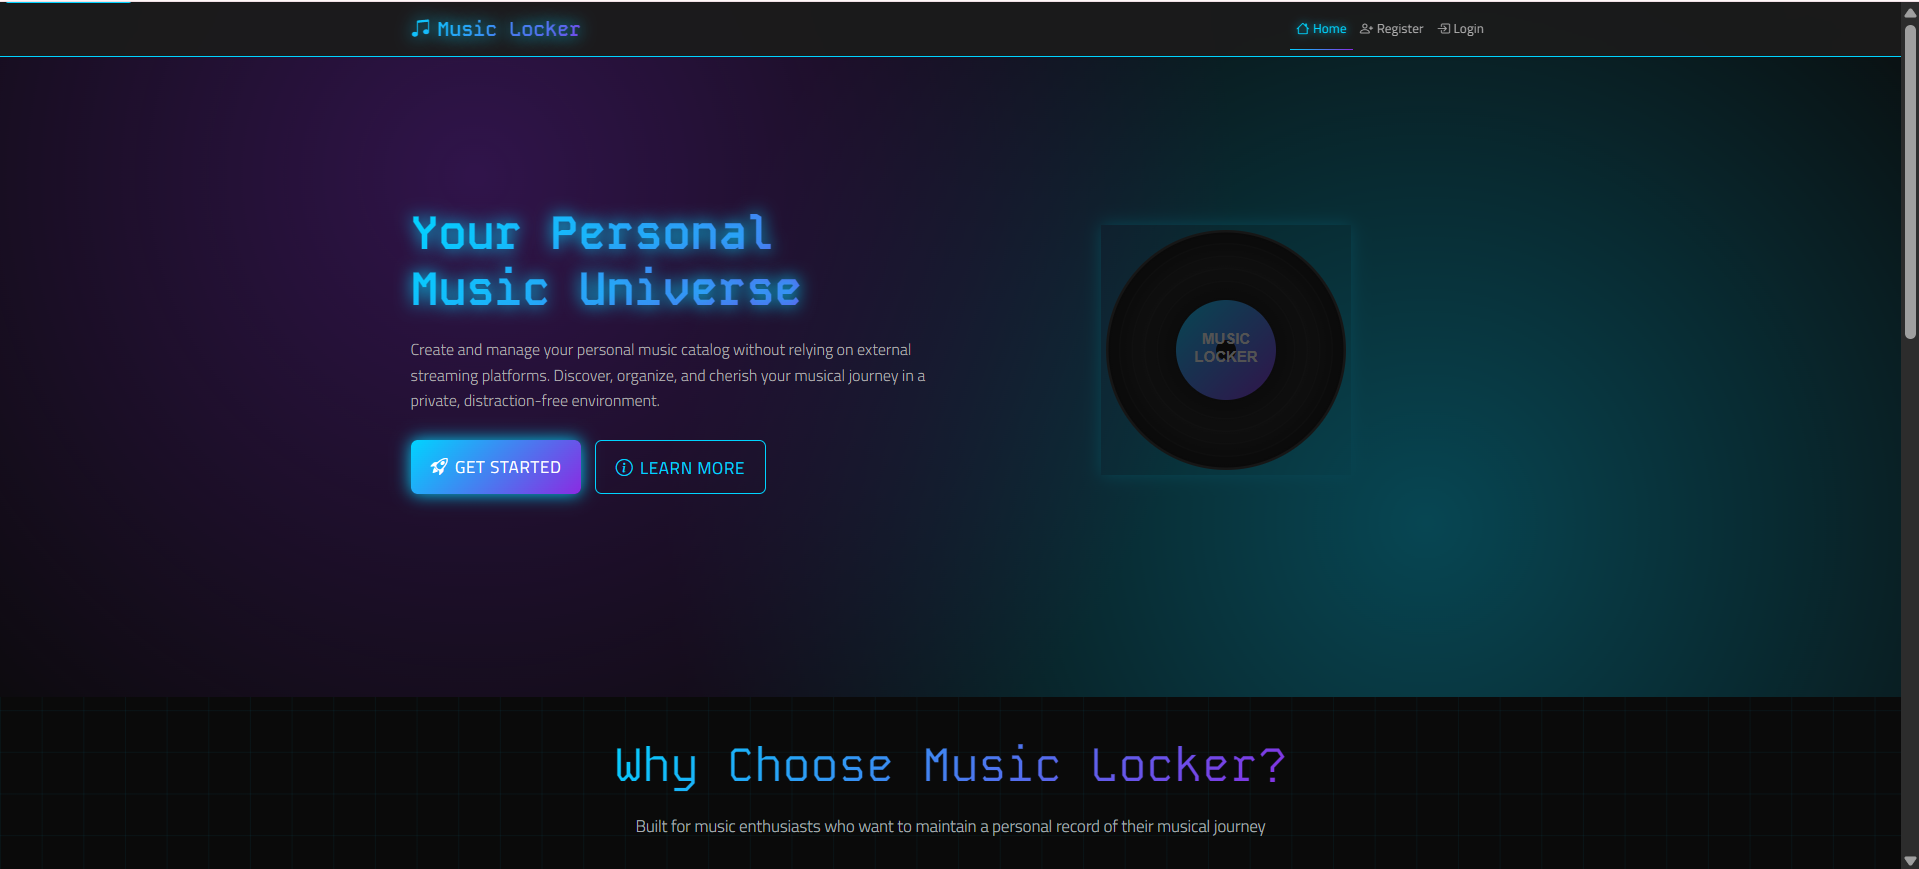 Music Locker
Home Register Login
Your Personal
Music Universe
Create and manage your personal music catalog without relying on external
streaming platforms. Discover, organize, and cherish your musical journey in a
private, distraction-free environment.
GET STARTED LEARN MORE
MUSIC
LOCKER
Why Choose Music Locker?
Built for music enthusiasts who want to maintain a personal record of their musical journey